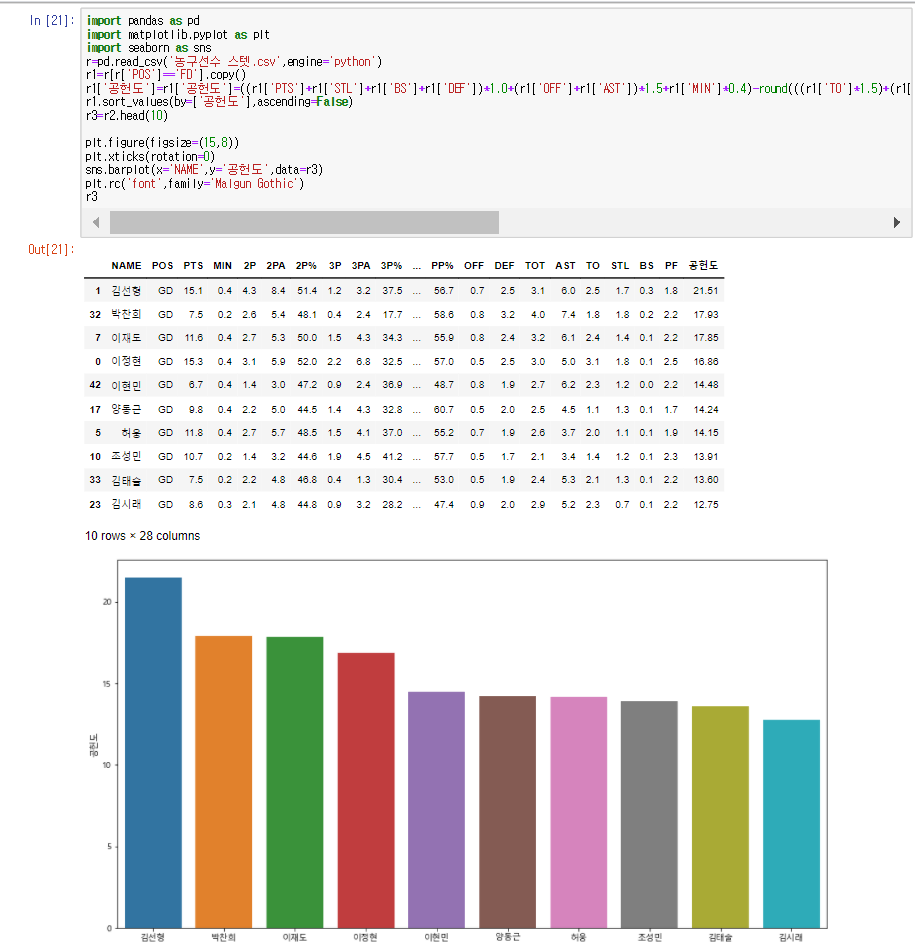 In [21]:
import pandas as pd
import matplotlib.pyplot as plt
import seaborn as sns
r=pd.read_csv('농구선수 스텟.csv',engine='python')
r1=r[r['POS']=='FD'].copy()
r1['공헌도']=r1['공헌도']=((r1['PTS']+r1['STL']+r1['BS']+r1['DEF'])*1.0+(r1['OFF']+r1['AST'])*1.5+r1['MIN']*0.4)-round(((r1['TO']*1.5)+(r1[
r1.sort_values(by=['공헌도'],ascending=False)
r3=r2.head(10)
plt.figure(figsize=(15,8))
plt.xticks(rotation=0)
sns.barplot(x='NAME',y='공헌도',data=r3)
plt.rc('font',family='Malgun Gothic')
r3
Out[21]:
NAME POS PTS MIN 2P 2PA 2P% 3P 3PA 3P% ... PP% OFF DEF TOT AST TO STL BS PF 공헌도
1 김선형 GD 15.1 0.4 4.3 8.4 51.4 1.2 3.2 37.5 ... 56.7 0.7 2.5 3.1 6.0 2.5 1.7 0.3 1.8 21.51
32 박찬희 GD 7.5 0.2 2.6 5.4 48.1 0.4 2.4 17.7 ... 58.6 0.8 3.2 4.0 7.4 1.8 1.8 0.2 2.2 17.93
7 이재도 GD 11.6 0.4 2.7 5.3 50.0 1.5 4.3 34.3 ... 55.9 0.8 2.4 3.2 6.1 2.4 1.4 0.1 2.2 17.85
0 이정현 GD 15.3 0.4 3.1 5.9 52.0 2.2 6.8 32.5 ... 57.0 0.5 2.5 3.0 5.0 3.1 1.8 0.1 2.5 16.86
42 이현민 GD 6.7 0.4 1.4 3.0 47.2 0.9 2.4 36.9 ... 48.7 0.8 1.9 2.7 6.2 2.3 1.2 0.0 2.2 14.48
17 양동근 GD 9.8 0.4 2.2 5.0 44.5 1.4 4.3 32.8 ... 60.7 0.5 2.0 2.5 4.5 1.1 1.3 0.1 1.7 14.24
5 허웅 GD 11.8 0.4 2.7 5.7 48.5 1.5 4.1 37.0 ... 55.2 0.7 1.9 2.6 3.7 2.0 1.1 0.1 1.9 14.15
10 조성민 GD 10.7 0.2 1.4 3.2 44.6 1.9 4.5 41.2 ... 57.7 0.5 1.7 2.1 3.4 1.4 1.2 0.1 2.3 13.91
33 김태술 GD 7.5 0.2 2.2 4.8 46.8 0.4 1.3 30.4 ... 53.0 0.5 1.9 2.4 5.3 2.1 1.3 0.1 2.2 13.60
23 김시래 GD 8.6 0.3 2.1 4.8 44.8 0.9 3.2 28.2 ... 47.4 0.9 2.0 2.9 5.2 2.3 0.7 0.1 2.2 12.75
10 rows × 28 columns
20
15
10
5
0
공헌도
김선형 박찬희 이재도 이정현 이현민 양동근 허웅 조성민 김태술 김시래